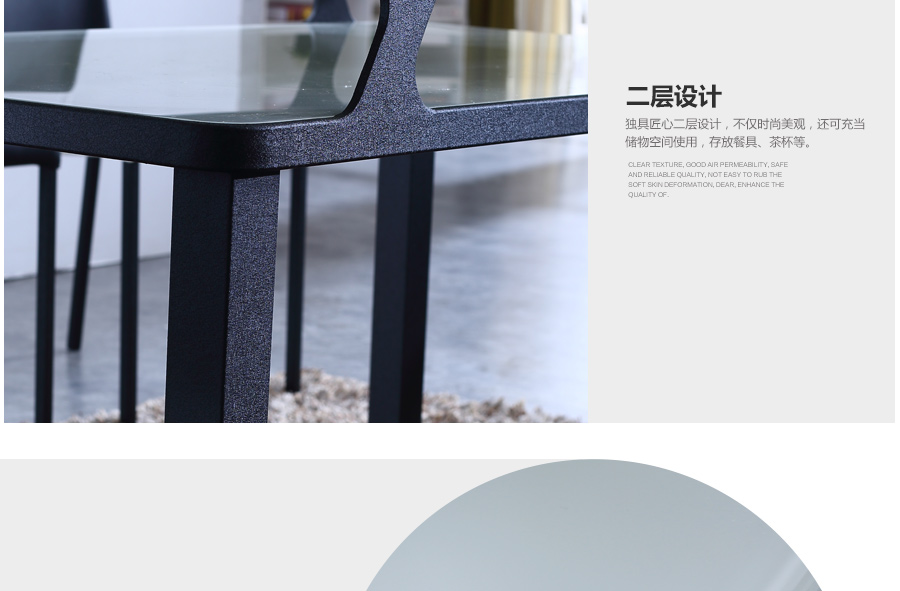 二层设计
独具匠心二层设计，不仅时尚美观，还可充当
储物空间使用，存放餐具、茶杯等。
CLEAR TEXTURE, GOOD AIR PERMEABILITY, SAFE
AND RELIABLE QUALITY, NOT EASY TO RUB THE
SOFT SKIN DEFORMATION, DEAR, ENHANCE THE
QUALITY OF.